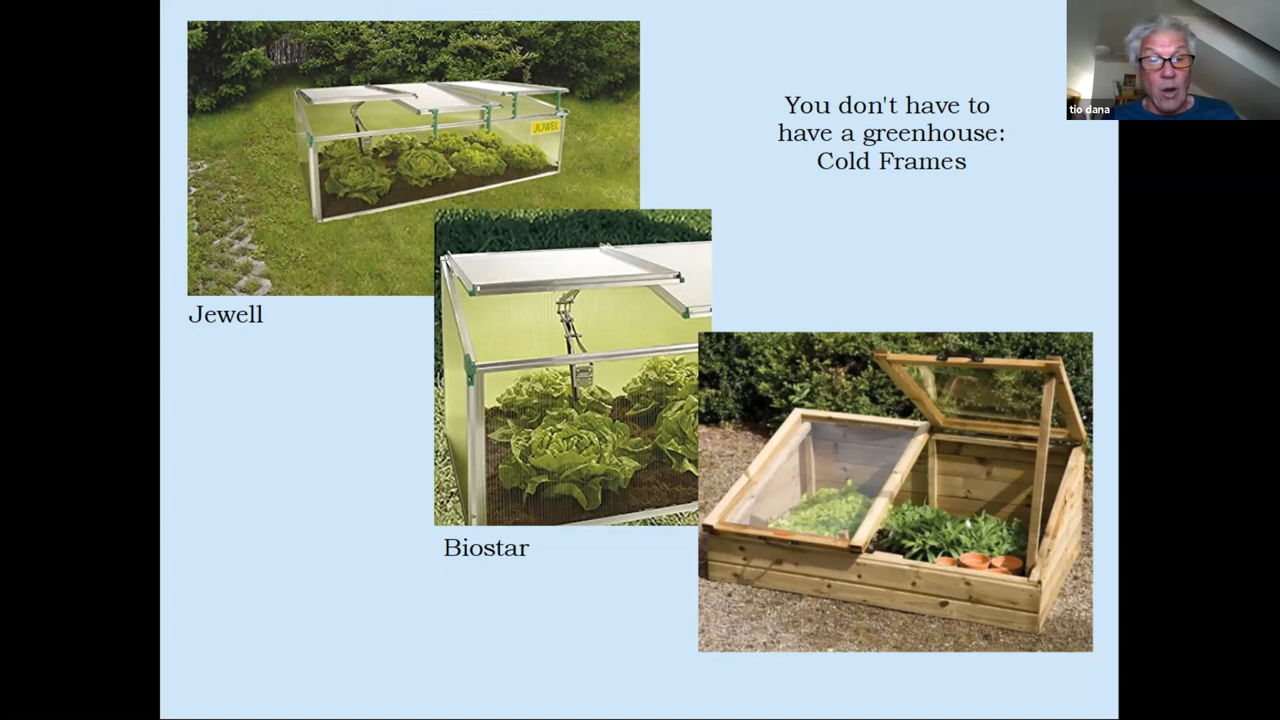 tio dana
You don't have to
have a greenhouse:
Cold Frames
JUWEL
Jewell
Biostar